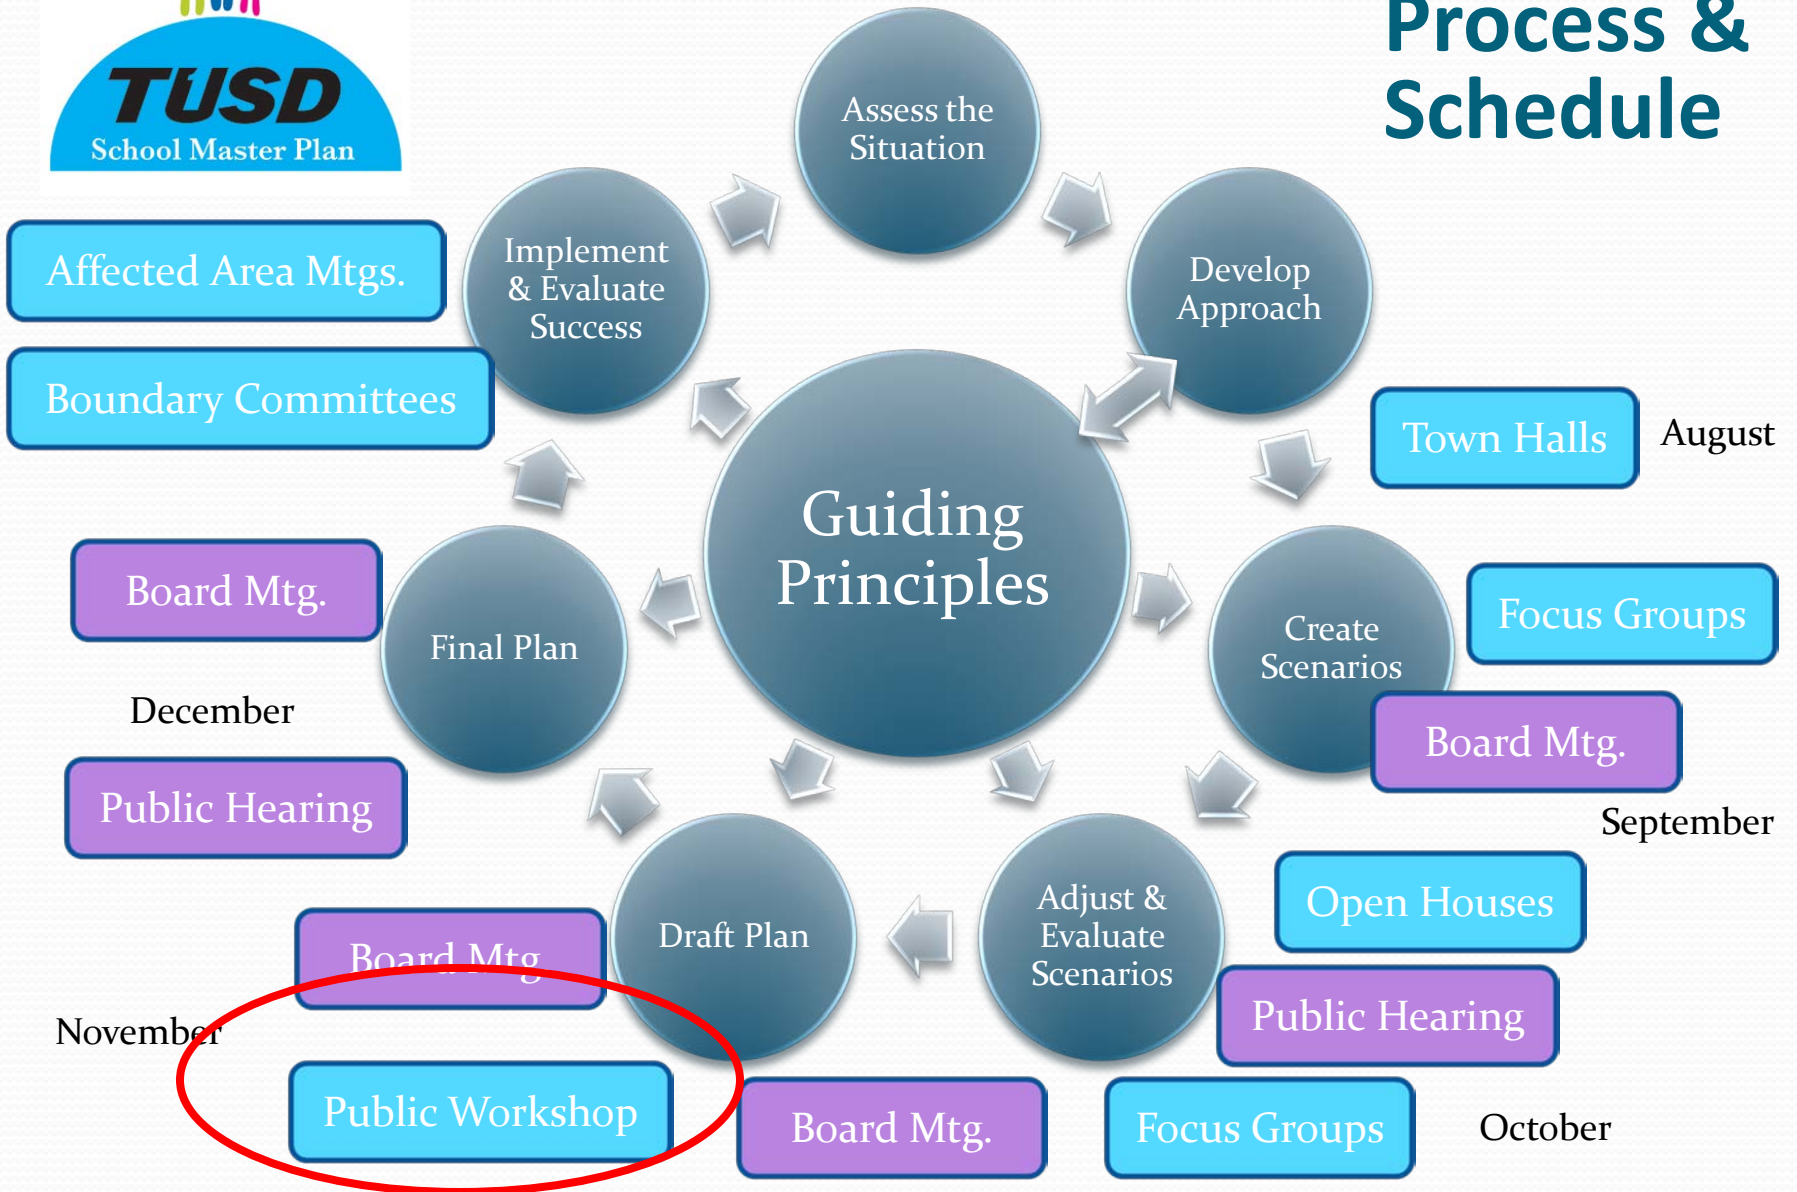 Process &
Schedule
TUSD
School Master Plan
Assess the
Situation
Implement
& Evaluate
Success
Develop
Approach
Affected Area Mtgs.
Boundary Committees
Town Halls
August
Guiding
Principles
Board Mtg.
Final Plan
Create
Scenarios
Focus Groups
Board Mtg.
December
Public Hearing
September
Open Houses
Adjust &
Evaluate
Scenarios
Draft Plan
Board Mtg.
Public Hearing
November
Public Workshop
Board Mtg.
Focus Groups
October